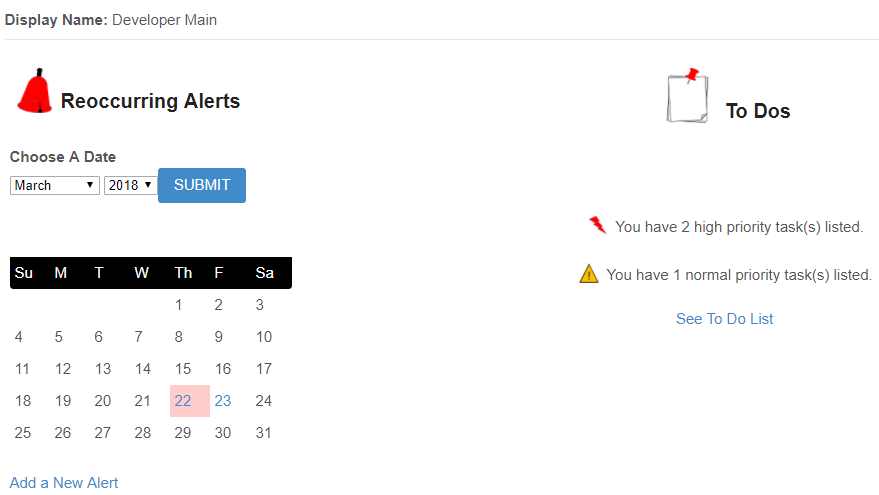 Display Name: Developer Main
Reoccurring Alerts
Choose A Date
March 2018 SUBMIT
Su M T W Th F Sa
1 2 3
4 5 6 7 8 9 10
11 12 13 14 15 16 17
18 19 20 21 22 23 24
25 26 27 28 29 30 31
Add a New Alert
To Dos
You have 2 high priority task(s) listed.
You have 1 normal priority task(s) listed.
See To Do List